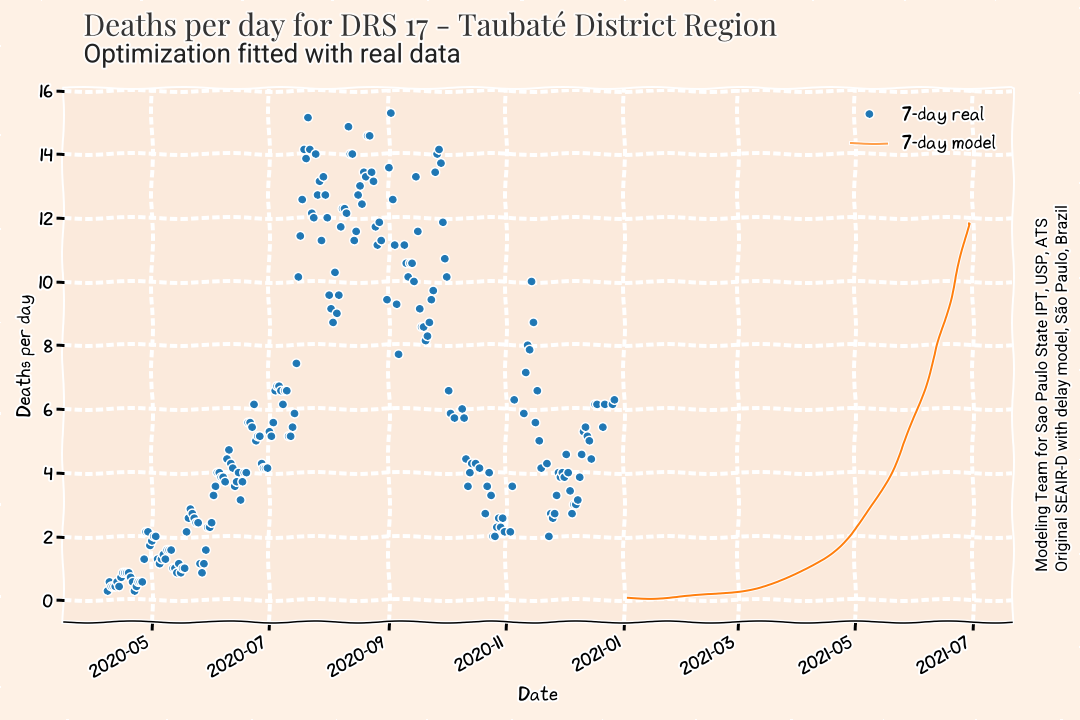 Deaths per day for DRS 17 - Taubaté District Region
Optimization fitted with real data
16
14
12
10
8
6
4
2
0
Deaths per day
7-day real
7-day model
2020-05
2020-07
2020-09
2020-11
2021-01
2021-03
2021-05
2021-07
Date
Modeling Team for Sao Paulo State IPT, USP, ATS
Original SEAIR-D with delay model, São Paulo, Brazil